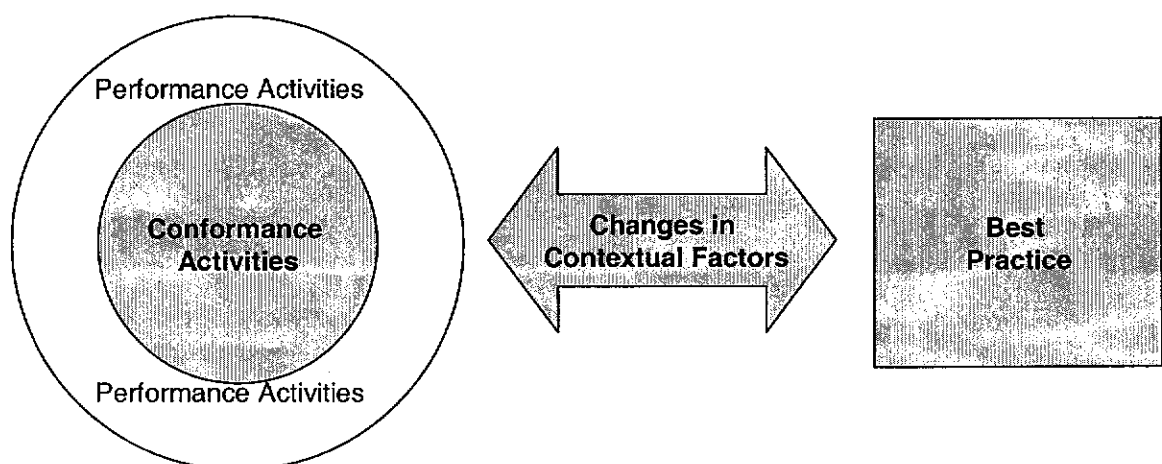 Performance Activities
Conformance
Activities
Performance Activities
Changes in
Contextual Factors
Best
Practice